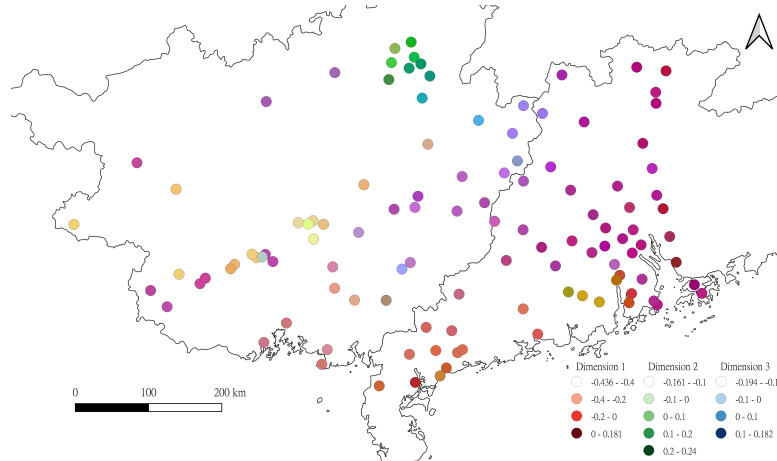 Dimension 1 Dimension 2 Dimension 3
-0.436 - -0.4 -0.161 - -0.1 -0.194 - -0.1
-0.4 - -0.2 -0.1 - 0 -0.1 - 0
-0.2 - 0 0 - 0.1 0 - 0.1
0 - 0.181 0.1 - 0.2 0.1 - 0.182
0.2 - 0.24
0 100 200 km